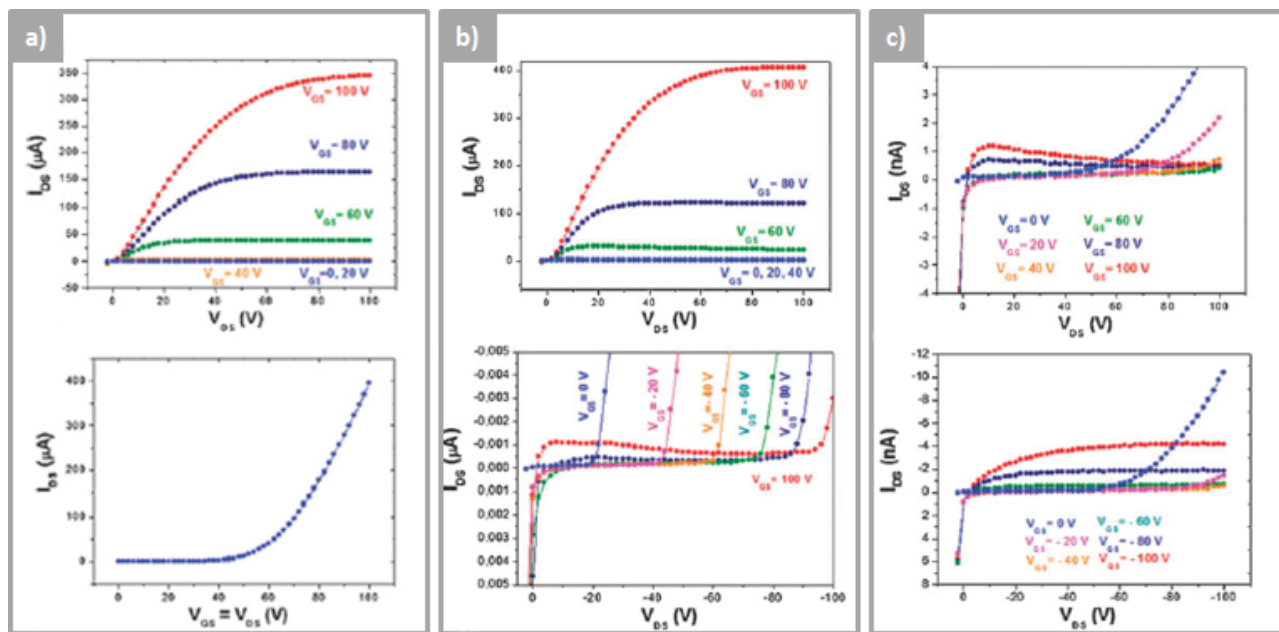 a)
350
300
250
200
150
100
50
0
-50
I_DS (µA)
V_GS= 100 V
V_GS= 80 V
V_GS= 60 V
V_GS= 40 V
V_GS=0, 20 V
0 20 40 60 80 100
V_DS (V)
400
300
200
100
0
I_DS (µA)
0 20 40 60 80 100
V_GS = V_DS (V)
b)
400
300
200
100
0
I_DS (µA)
V_GS= 100 V
V_GS= 80 V
V_GS= 60 V
V_GS= 0, 20, 40 V
0 20 40 60 80 100
V_DS (V)
-0,005
-0,004
-0,003
-0,002
-0,001
0,000
0,001
0,002
0,003
0,004
0,005
I_DS (µA)
V_GS= 0 V
V_GS= - 20 V
V_GS= - 40 V
V_GS= - 60 V
V_GS= - 80 V
V_GS= 100 V
0 -20 -40 -60 -80 -100
V_DS (V)
c)
4
3
2
1
0
-1
-2
-3
-4
I_DS (nA)
V_GS= 0 V V_GS= 60 V
V_GS= 20 V V_GS= 80 V
V_GS= 40 V V_GS= 100 V
0 20 40 60 80 100
V_DS (V)
-12
-10
-8
-6
-4
-2
0
2
4
6
8
I_DS (nA)
V_GS= 0 V V_GS= - 60 V
V_GS= - 20 V V_GS= - 80 V
V_GS= - 40 V V_GS= - 100 V
0 -20 -40 -60 -80 -100
V_DS (V)